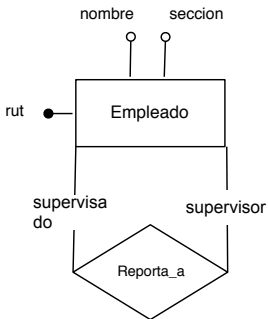 nombre seccion
rut
Empleado
supervisa
do
supervisor
Reporta_a